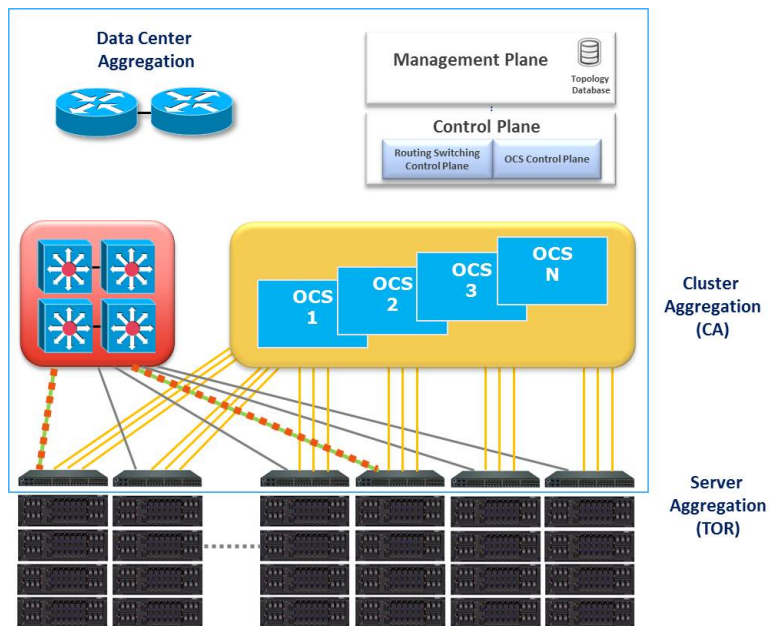 Data Center
Aggregation
Management Plane
Topology
Database
Control Plane
Routing Switching
Control Plane
OCS Control Plane
OCS
1
OCS
2
OCS
3
OCS
N
Cluster
Aggregation
(CA)
Server
Aggregation
(TOR)